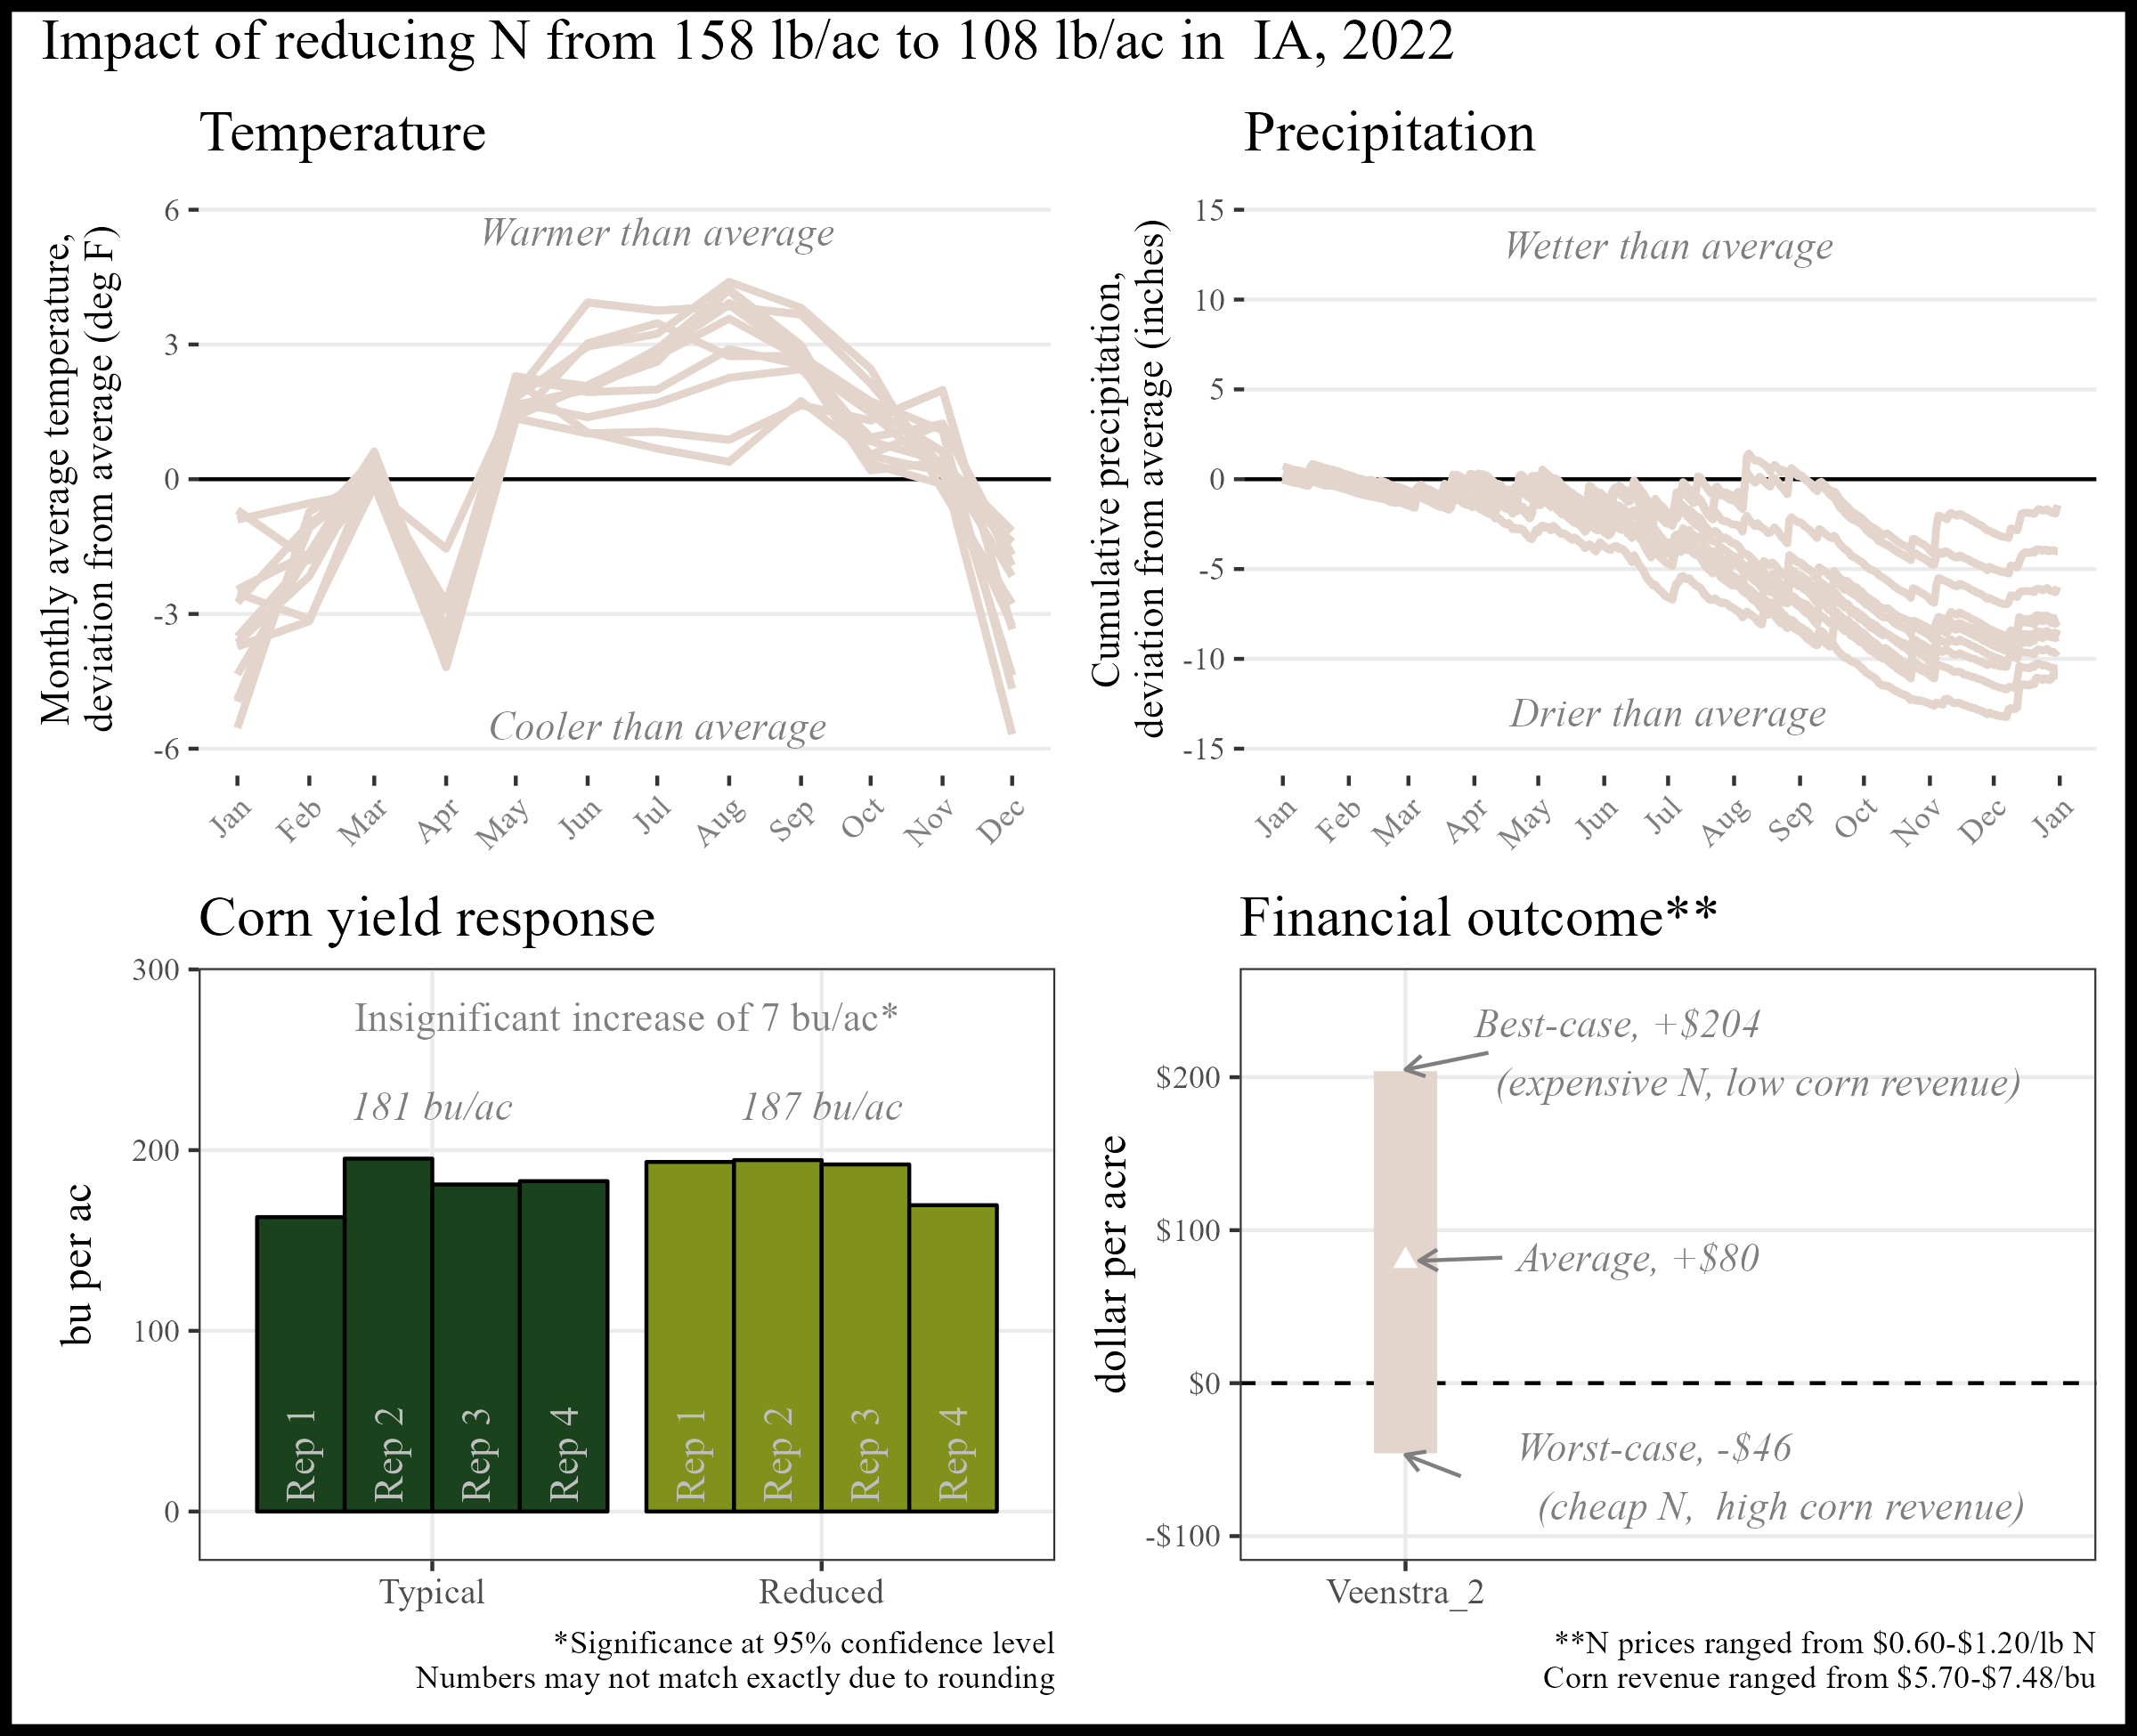 Impact of reducing N from 158 lb/ac to 108 lb/ac in  IA, 2022
Temperature
Monthly average temperature,
deviation from average (deg F)
6
3
0
-3
-6
Warmer than average
Cooler than average
Jan
Feb
Mar
Apr
May
Jun
Jul
Aug
Sep
Oct
Nov
Dec
Precipitation
Cumulative precipitation,
deviation from average (inches)
15
10
5
0
-5
-10
-15
Wetter than average
Drier than average
Jan
Feb
Mar
Apr
May
Jun
Jul
Aug
Sep
Oct
Nov
Dec
Jan
Corn yield response
bu per ac
300
200
100
0
Insignificant increase of 7 bu/ac*
181 bu/ac
187 bu/ac
Rep 1
Rep 2
Rep 3
Rep 4
Rep 1
Rep 2
Rep 3
Rep 4
Typical
Reduced
*Significance at 95% confidence level
Numbers may not match exactly due to rounding
Financial outcome**
dollar per acre
$200
$100
$0
-$100
Best-case, +$204
(expensive N, low corn revenue)
Average, +$80
Worst-case, -$46
(cheap N,  high corn revenue)
Veenstra_2
**N prices ranged from $0.60-$1.20/lb N
Corn revenue ranged from $5.70-$7.48/bu